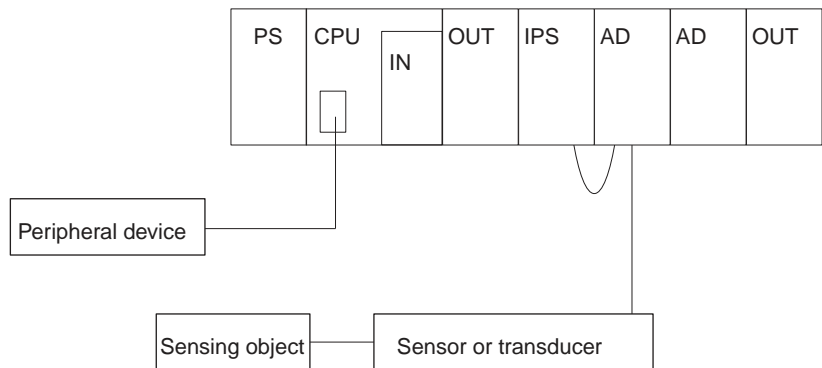 PS CPU IN OUT IPS AD AD OUT
Peripheral device
Sensing object Sensor or transducer